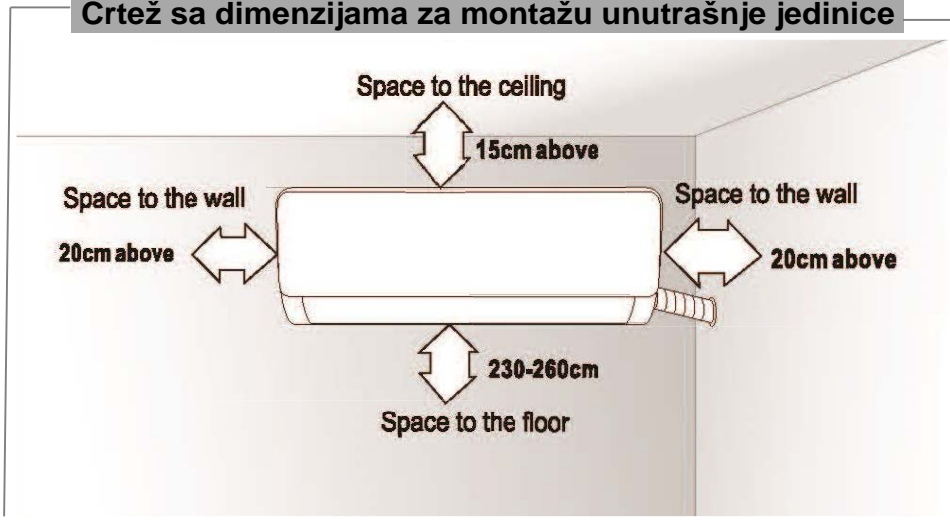 Crtež sa dimenzijama za montažu unutrašnje jedinice
Space to the ceiling
15cm above
Space to the wall
20cm above
Space to the wall
20cm above
230-260cm
Space to the floor